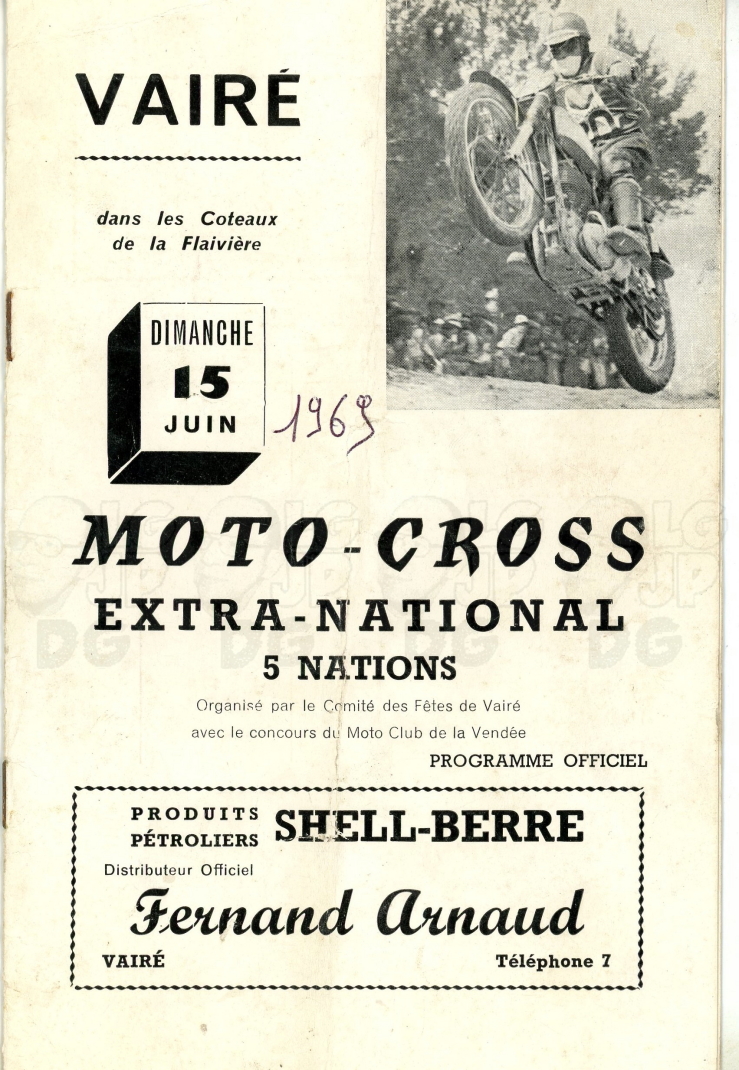 VAIRÉ
dans les Coteaux
de la Flaivière
DIMANCHE
15
JUIN
1969
MOTO-CROSS
EXTRA-NATIONAL
5 NATIONS
Organisé par le Comité des Fêtes de Vairé
avec le concours du Moto Club de la Vendée
PROGRAMME OFFICIEL
PRODUITS
PÉTROLIERS
SHELL-BERRE
Distributeur Officiel
Fernand Arnaud
VAIRÉ
Téléphone 7